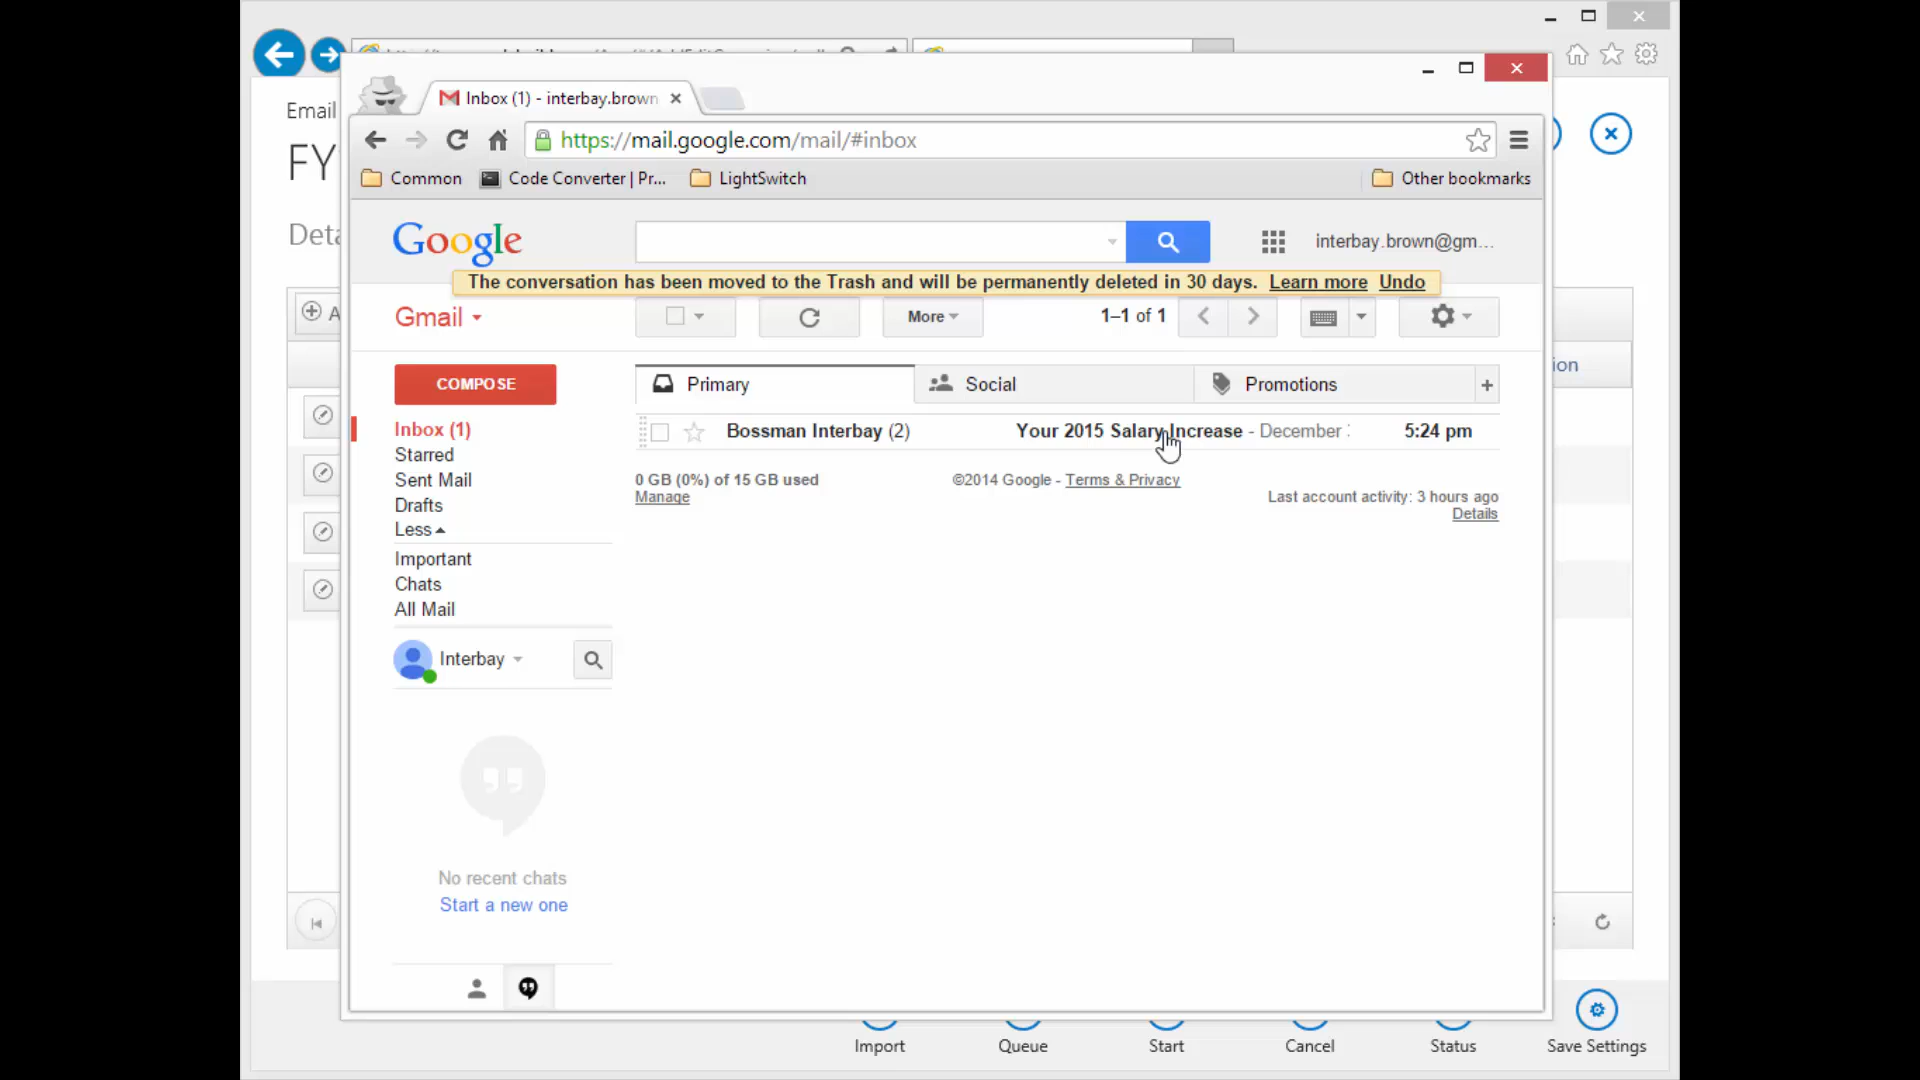 Email
FY
Deta
A
ion
Inbox (1) - interbay.brown
https://mail.google.com/mail/#inbox
Common
Code Converter | Pr...
LightSwitch
Other bookmarks
Google
interbay.brown@gm...
The conversation has been moved to the Trash and will be permanently deleted in 30 days. Learn more Undo
Gmail
More
1–1 of 1
COMPOSE
Primary
Social
Promotions
+
Inbox (1)
Bossman Interbay (2)
Your 2015 Salary Increase - December
5:24 pm
Starred
Sent Mail
Drafts
Less
0 GB (0%) of 15 GB used
Manage
©2014 Google - Terms & Privacy
Last account activity: 3 hours ago
Details
Important
Chats
All Mail
Interbay
No recent chats
Start a new one
Import
Queue
Start
Cancel
Status
Save Settings